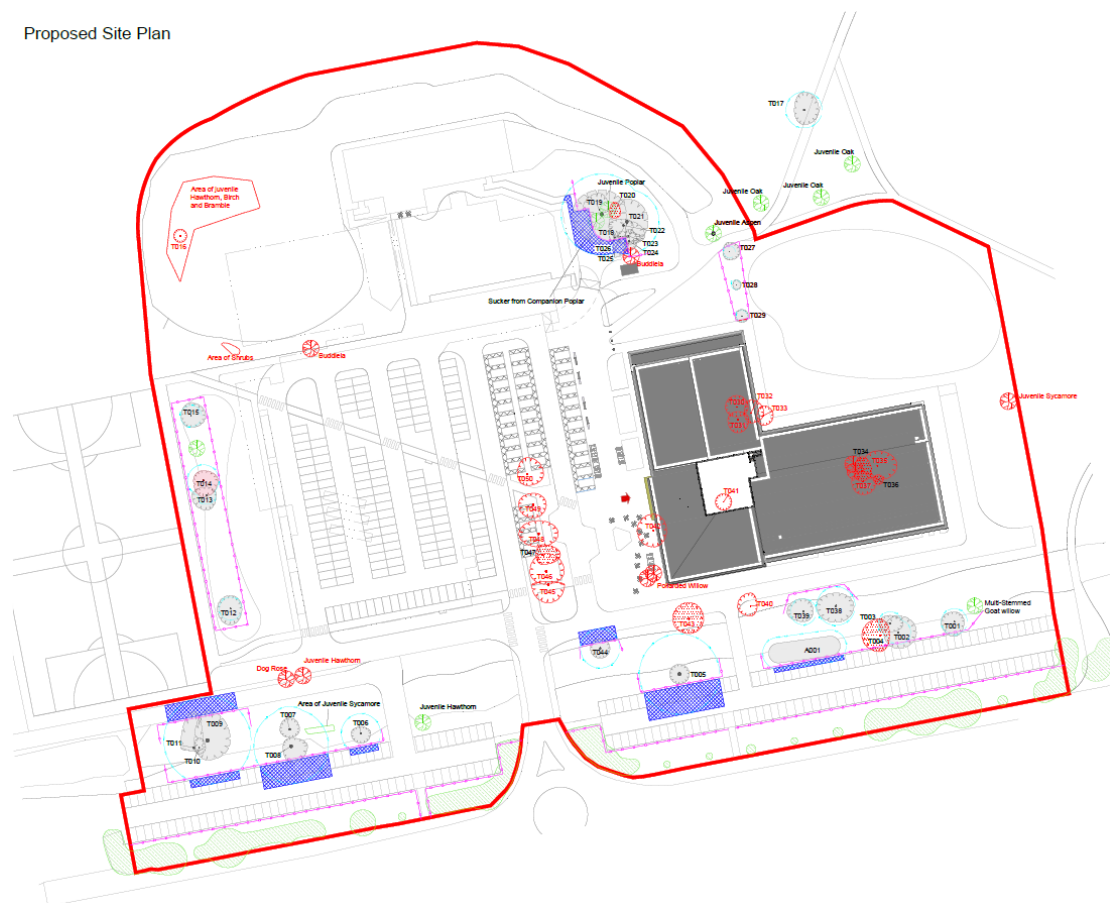 Proposed Site Plan
T017
Juvenile Oak
Juvenile Oak
Juvenile Oak
Juvenile Aspen
Area of juvenile
Hawthorn, Birch
and Bramble
T016
Juvenile Poplar
T020
T019
T021
T018
T022
T023
T026
T024
T025
Buddlela
T027
T028
T029
Sucker from Companion Poplar
Area of Shrubs
Buddlela
Juvenile Sycamore
T015
T014
T013
T012
T030
T032
T033
T031
T034
T035
T037
T036
T041
T050
T049
T048
T047
T046
T045
T042
Pollarded Willow
T040
T043
T039
T038
T003
T004
T002
T001
Multi-Stemmed
Goat willow
A001
T044
T005
Juvenile Hawthorn
Dog Rose
Area of Juvenile Sycamore
Juvenile Hawthorn
T009
T011
T010
T007
T008
T006